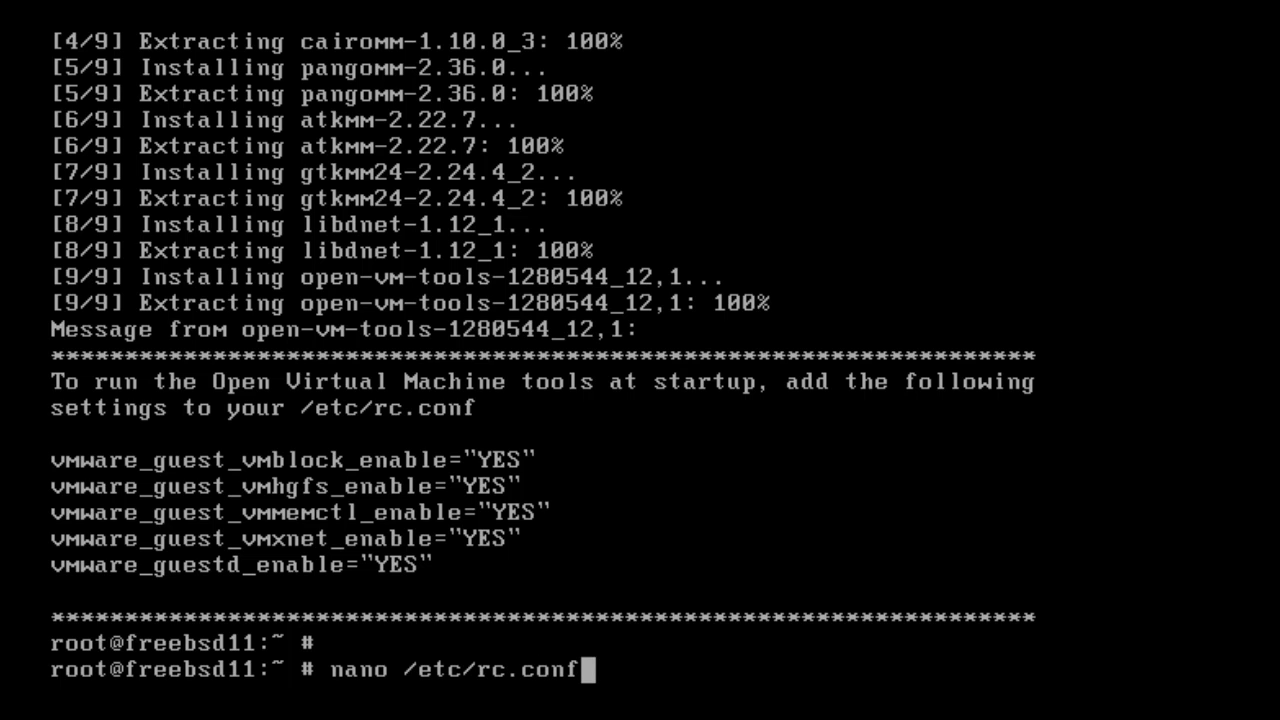 [4/9] Extracting cairomm-1.10.0_3: 100%
[5/9] Installing pangomm-2.36.0...
[5/9] Extracting pangomm-2.36.0: 100%
[6/9] Installing atkmm-2.22.7...
[6/9] Extracting atkmm-2.22.7: 100%
[7/9] Installing gtkmm24-2.24.4_2...
[7/9] Extracting gtkmm24-2.24.4_2: 100%
[8/9] Installing libdnet-1.12_1...
[8/9] Extracting libdnet-1.12_1: 100%
[9/9] Installing open-vm-tools-1280544_12,1...
[9/9] Extracting open-vm-tools-1280544_12,1: 100%
Message from open-vm-tools-1280544_12,1:
*******************************************************************
To run the Open Virtual Machine tools at startup, add the following
settings to your /etc/rc.conf
vmware_guest_vmblock_enable="YES"
vmware_guest_vmhgfs_enable="YES"
vmware_guest_vmmemctl_enable="YES"
vmware_guest_vmxnet_enable="YES"
vmware_guestd_enable="YES"
*******************************************************************
root@freebsd11:~ #
root@freebsd11:~ # nano /etc/rc.conf